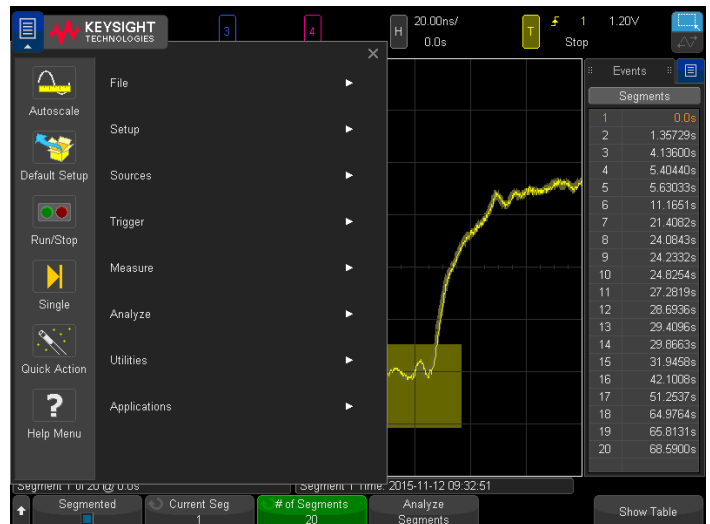 KEYSIGHT
TECHNOLOGIES
3
4
H
20.00ns/
0.0s
T
1
Stop
1.20V
Autoscale
Default Setup
Run/Stop
Single
Quick Action
?
Help Menu
File
Setup
Sources
Trigger
Measure
Analyze
Utilities
Applications
Events
Segments
1 0.0s
2 1.35729s
3 4.13600s
4 5.40440s
5 5.63033s
6 11.1651s
7 21.4082s
8 24.0843s
9 24.2332s
10 24.8254s
11 27.2819s
12 28.6936s
13 29.4096s
14 29.8663s
15 31.9458s
16 42.1008s
17 51.2537s
18 64.9764s
19 65.8131s
20 68.5900s
Segment 1 of 20 @ 0.0s
Segment 1 Time: 2015-11-12 09:32:51
Segmented
Current Seg
1
# of Segments
20
Analyze
Segments
Show Table